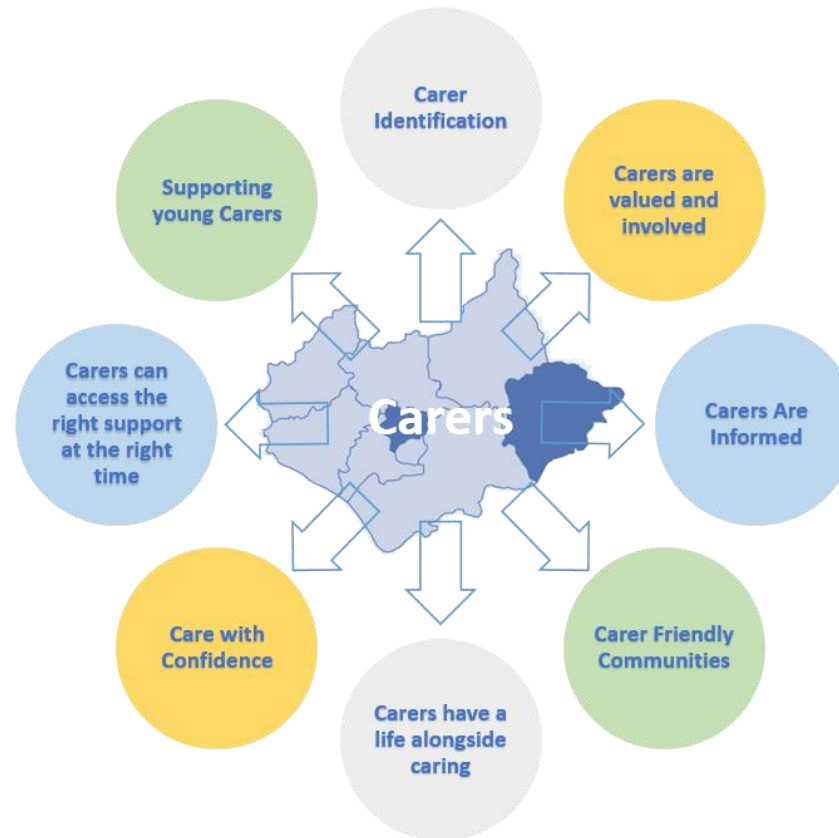 Carer
Identification
Carers are
valued and
involved
Carers Are
Informed
Carer Friendly
Communities
Carers have a
life alongside
caring
Care with
Confidence
Carers can
access the
right support
at the right
time
Supporting
young Carers
Carers